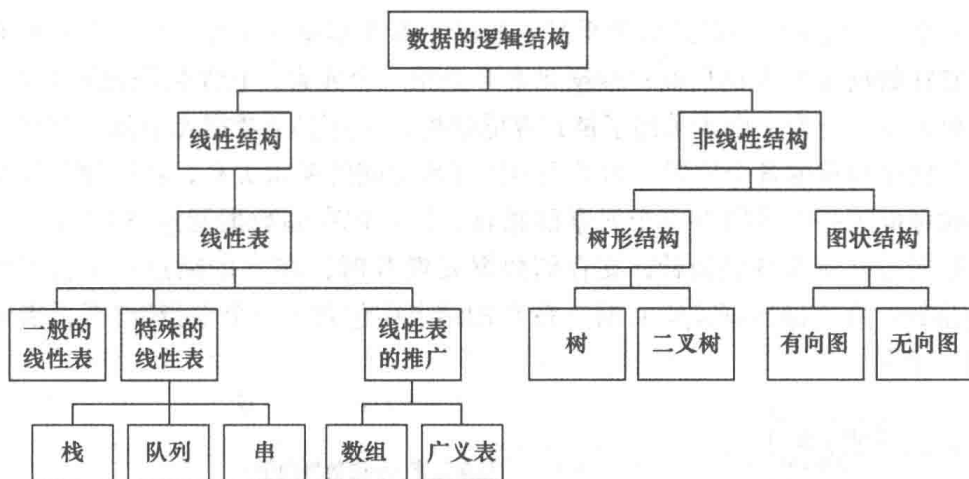 数据的逻辑结构
线性结构
非线性结构
线性表
树形结构
图状结构
一般的
线性表
特殊的
线性表
线性表
的推广
树
二叉树
有向图
无向图
栈
队列
串
数组
广义表